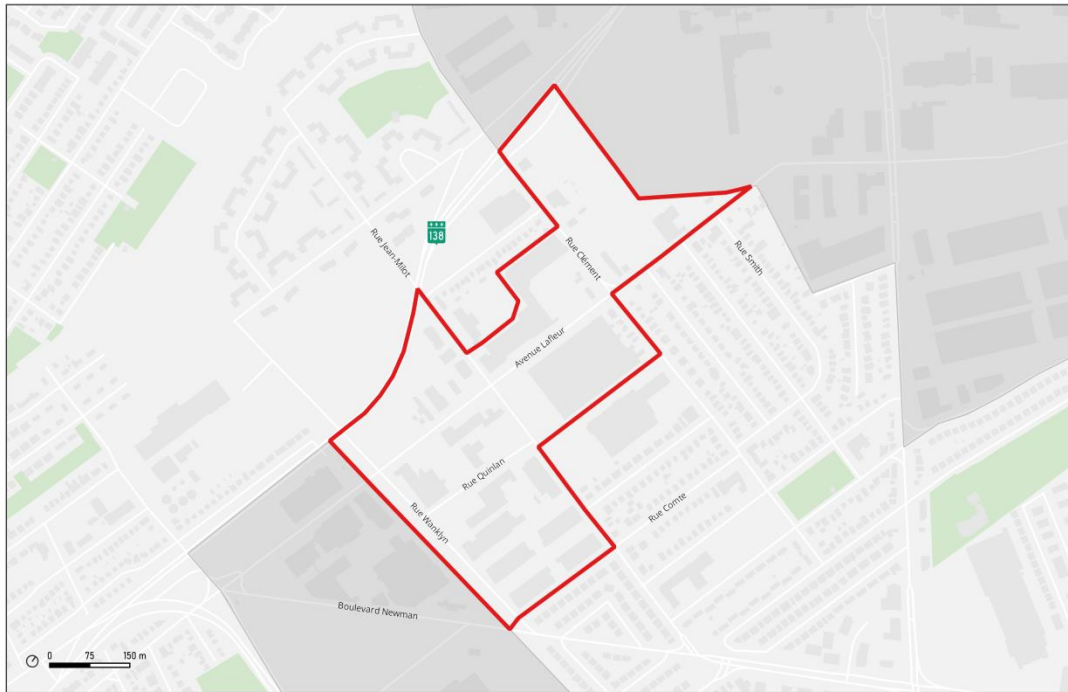 Rue Jean-Milot
138
Rue Clément
Rue Smith
Avenue Lafleur
Rue Quinlan
Rue Wanklyn
Rue Comte
Boulevard Newman
0 75 150 m